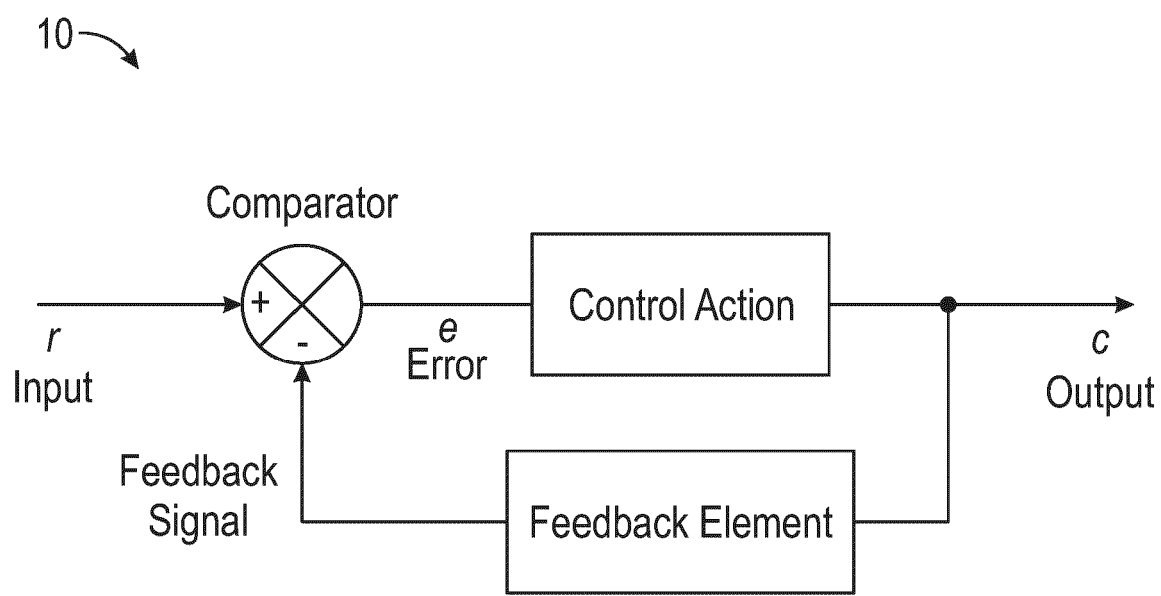 10
Comparator
+
-
r
Input
e
Error
Control Action
c
Output
Feedback
Signal
Feedback Element